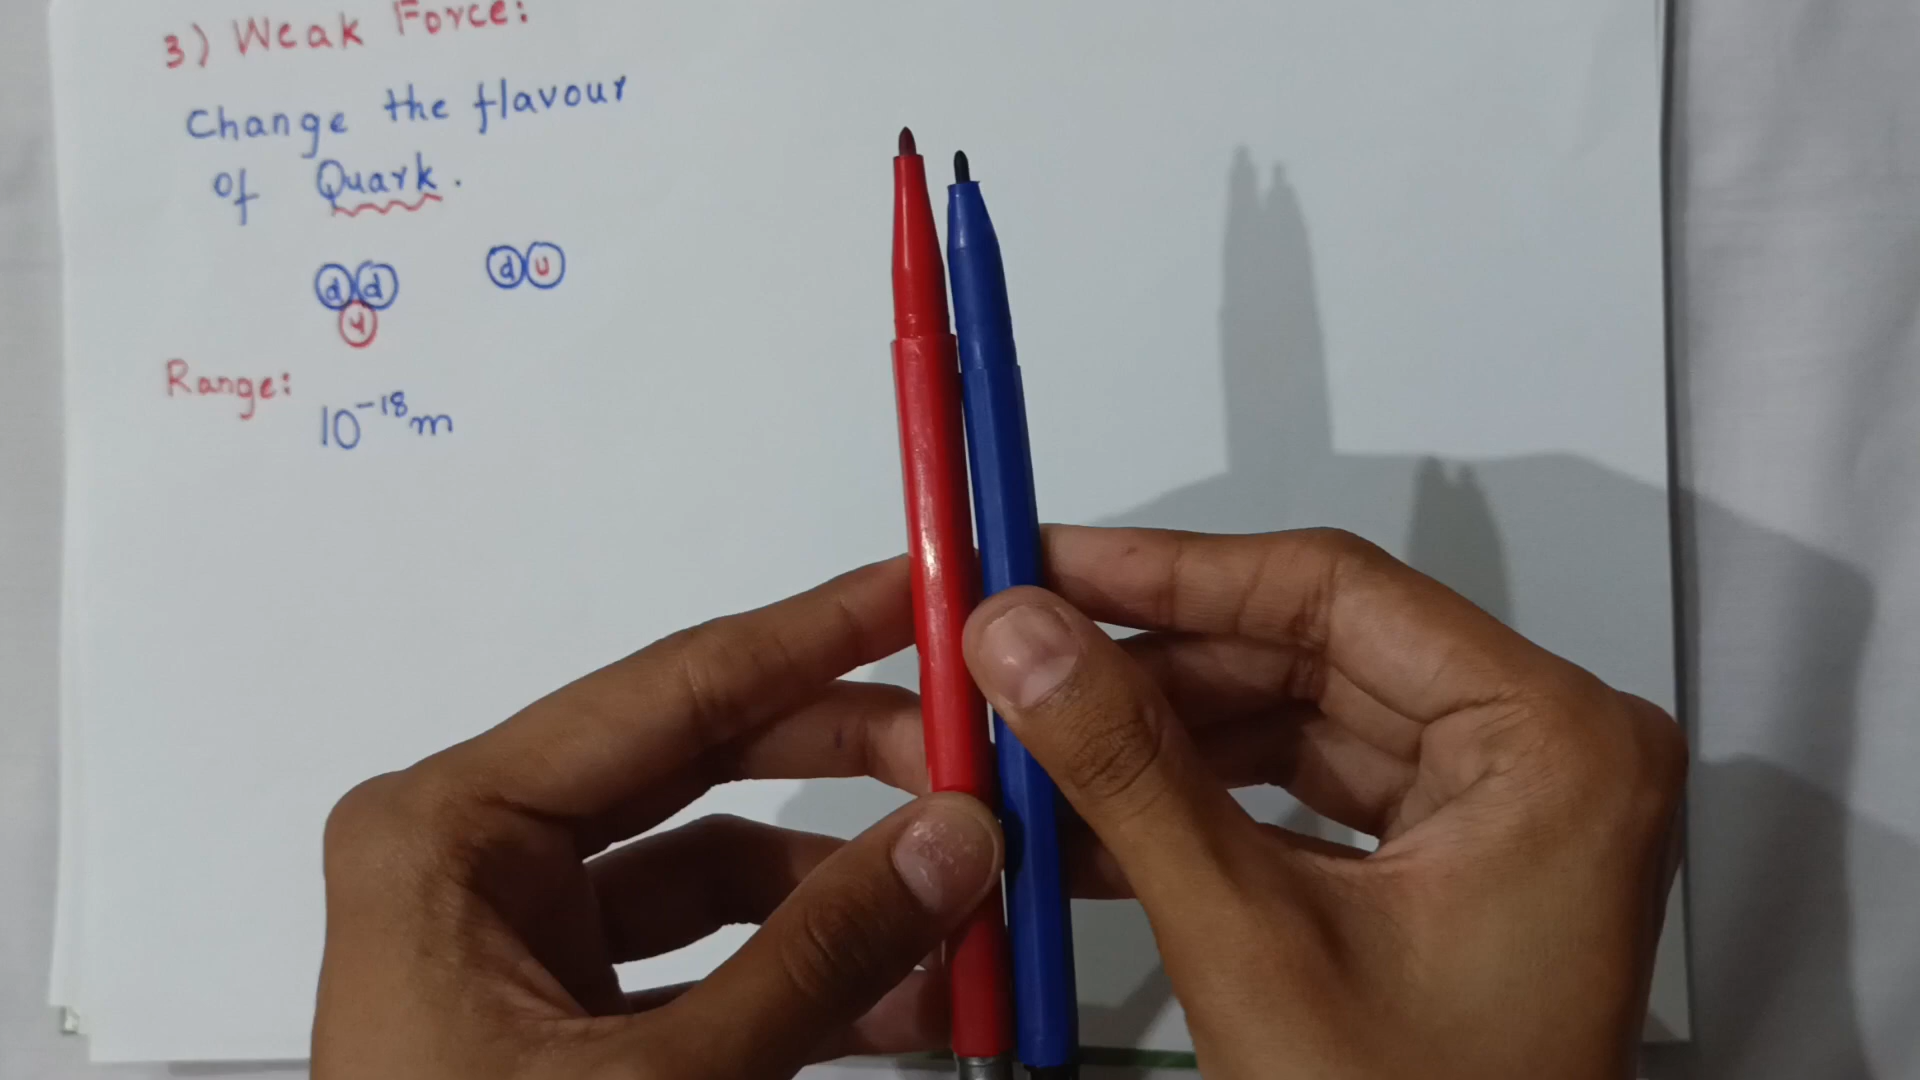 3) Weak Force:
Change the flavour
of Quark.
d d d u
u
Range:
10⁻¹⁸m